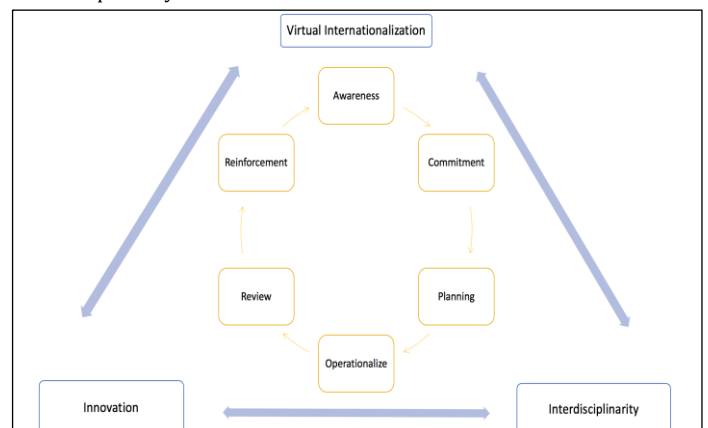 Virtual Internationalization
Awareness
Reinforcement
Commitment
Review
Planning
Operationalize
Innovation
Interdisciplinarity